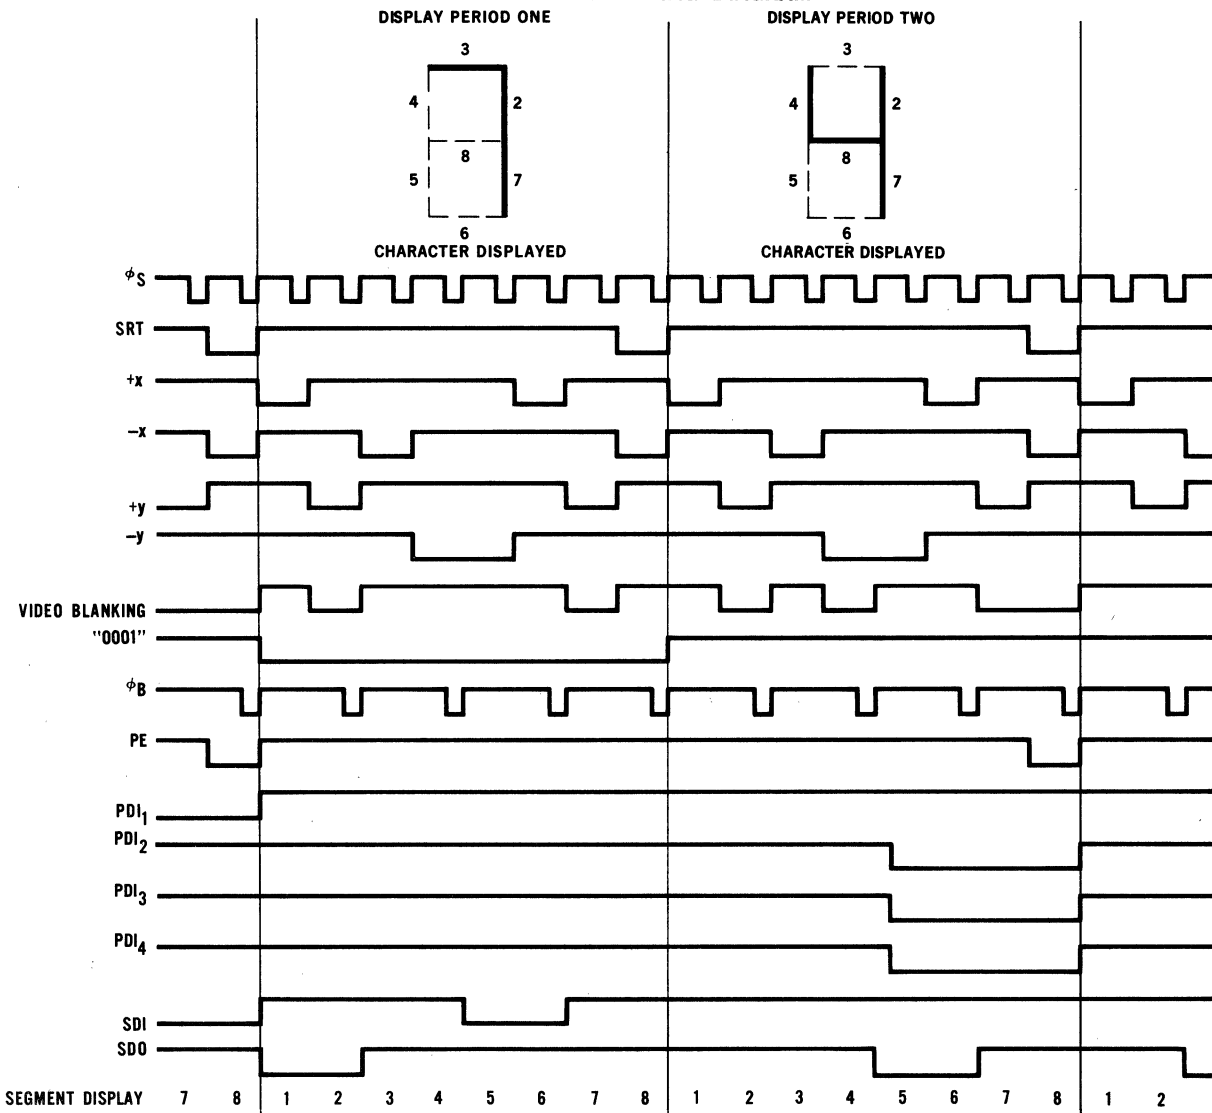 DISPLAY PERIOD ONE
DISPLAY PERIOD TWO
3
3
4
2
4
2
8
8
5
7
5
7
6
6
CHARACTER DISPLAYED
CHARACTER DISPLAYED
ϕS
SRT
+x
−x
+y
−y
VIDEO BLANKING
"0001"
ϕB
PE
PDI1
PDI2
PDI3
PDI4
SDI
SDO
SEGMENT DISPLAY 7 8 1 2 3 4 5 6 7 8 1 2 3 4 5 6 7 8 1 2